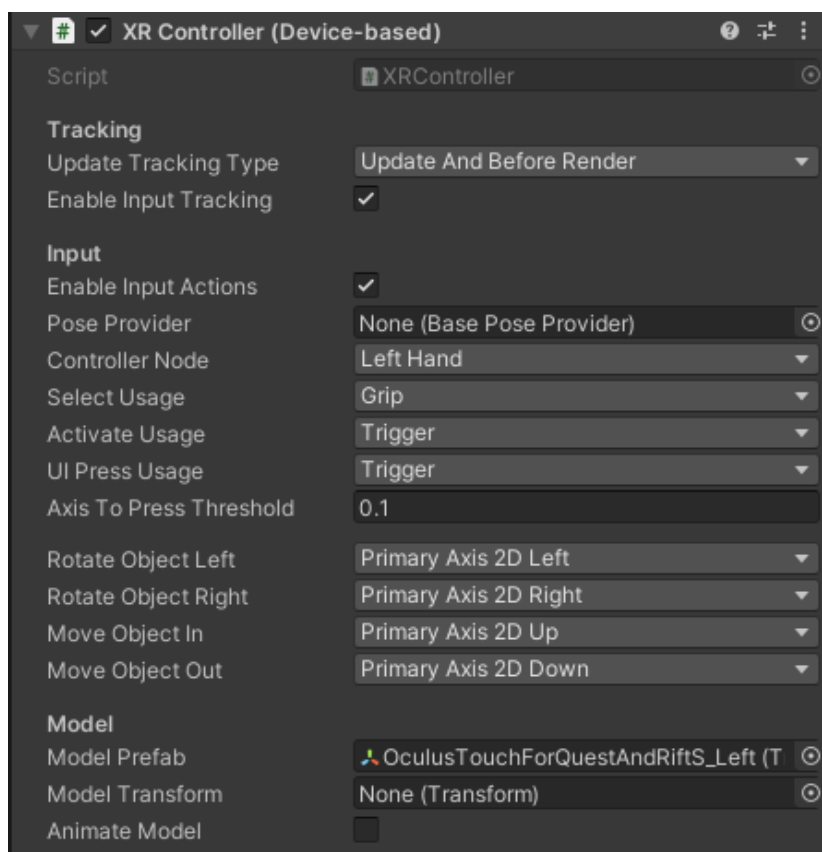 XR Controller (Device-based)
Script XRController
Tracking
Update Tracking Type Update And Before Render
Enable Input Tracking
Input
Enable Input Actions
Pose Provider None (Base Pose Provider)
Controller Node Left Hand
Select Usage Grip
Activate Usage Trigger
UI Press Usage Trigger
Axis To Press Threshold 0.1
Rotate Object Left Primary Axis 2D Left
Rotate Object Right Primary Axis 2D Right
Move Object In Primary Axis 2D Up
Move Object Out Primary Axis 2D Down
Model
Model Prefab OculusTouchForQuestAndRiftS_Left (T
Model Transform None (Transform)
Animate Model